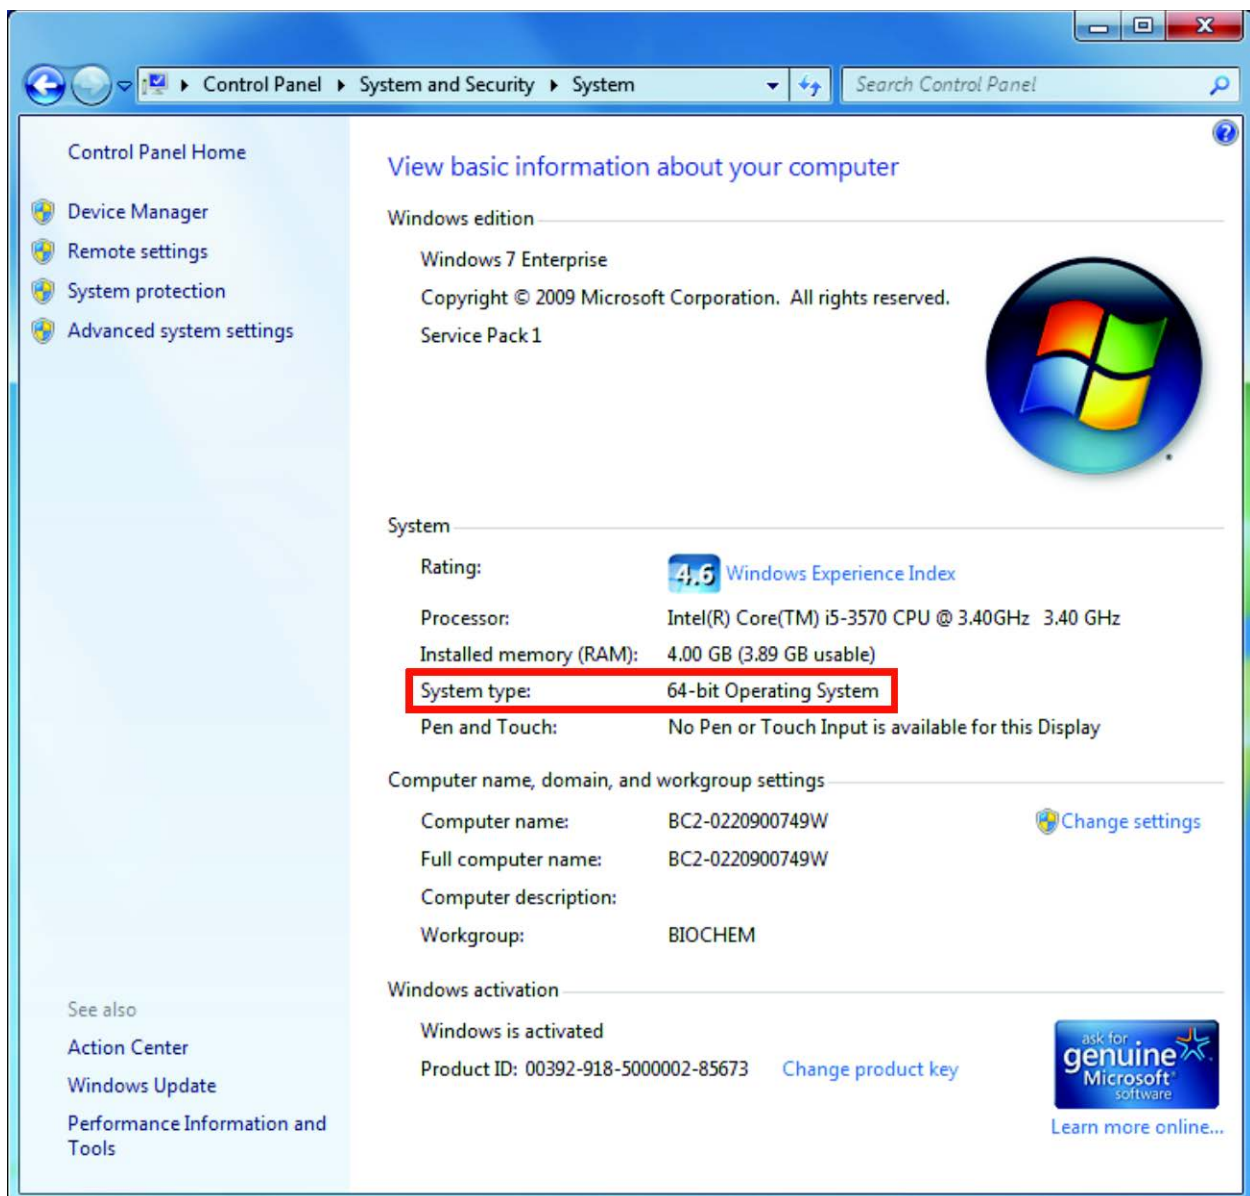 Control Panel ▸ System and Security ▸ System
Search Control Panel
Control Panel Home
Device Manager
Remote settings
System protection
Advanced system settings
View basic information about your computer
Windows edition
Windows 7 Enterprise
Copyright © 2009 Microsoft Corporation. All rights reserved.
Service Pack 1
System
Rating: 4.6 Windows Experience Index
Processor: Intel(R) Core(TM) i5-3570 CPU @ 3.40GHz 3.40 GHz
Installed memory (RAM): 4.00 GB (3.89 GB usable)
System type: 64-bit Operating System
Pen and Touch: No Pen or Touch Input is available for this Display
Computer name, domain, and workgroup settings
Computer name: BC2-0220900749W
Change settings
Full computer name: BC2-0220900749W
Computer description:
Workgroup: BIOCHEM
Windows activation
Windows is activated
Product ID: 00392-918-5000002-85673 Change product key
ask for
genuine
Microsoft
software
Learn more online...
See also
Action Center
Windows Update
Performance Information and
Tools